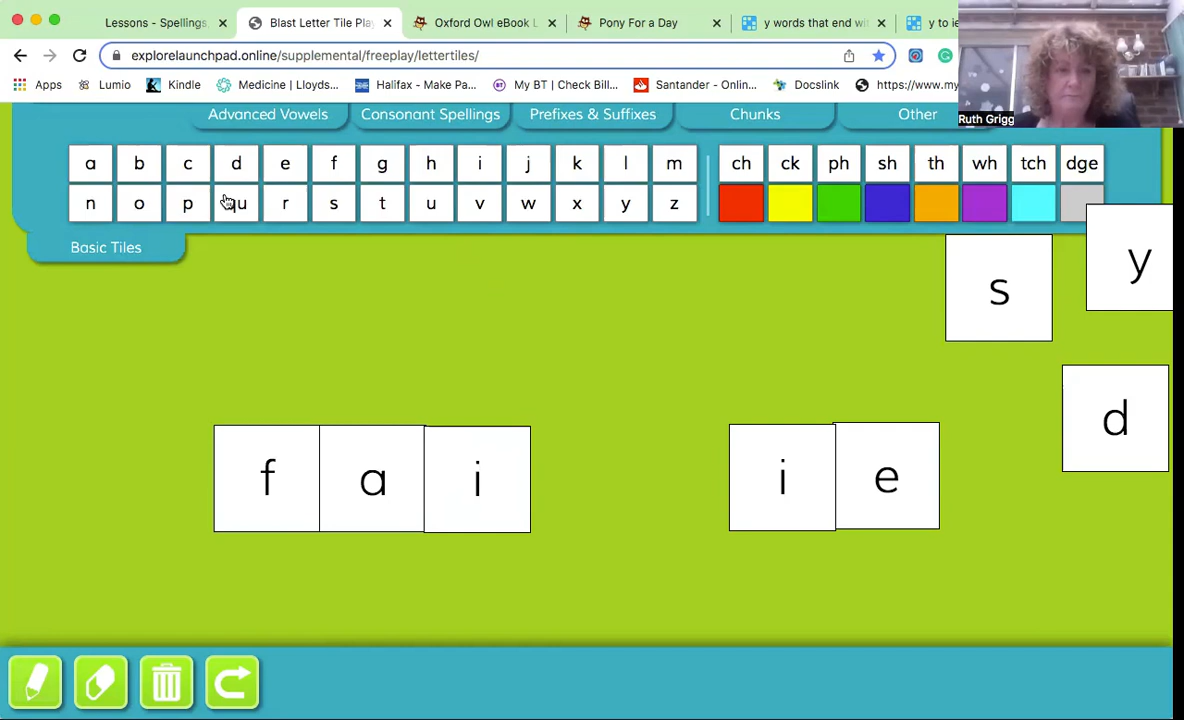 Lessons - Spellings,
Blast Letter Tile Pla
Oxford Owl eBook L
Pony For a Day
y words that end wi
y to ie
explorelaunchpad.online/supplemental/freeplay/lettertiles/
Apps
Lumio
Kindle
Medicine | Lloyds...
Halifax - Make Pa...
My BT | Check Bill...
Santander - Onlin...
Docslink
https://www.my
Ruth Grigg
Advanced Vowels
Consonant Spellings
Prefixes & Suffixes
Chunks
Other
a b c d e f g h i j k l m
ch ck ph sh th wh tch dge
n o p qu r s t u v w x y z
Basic Tiles
s
y
d
f a i
i e